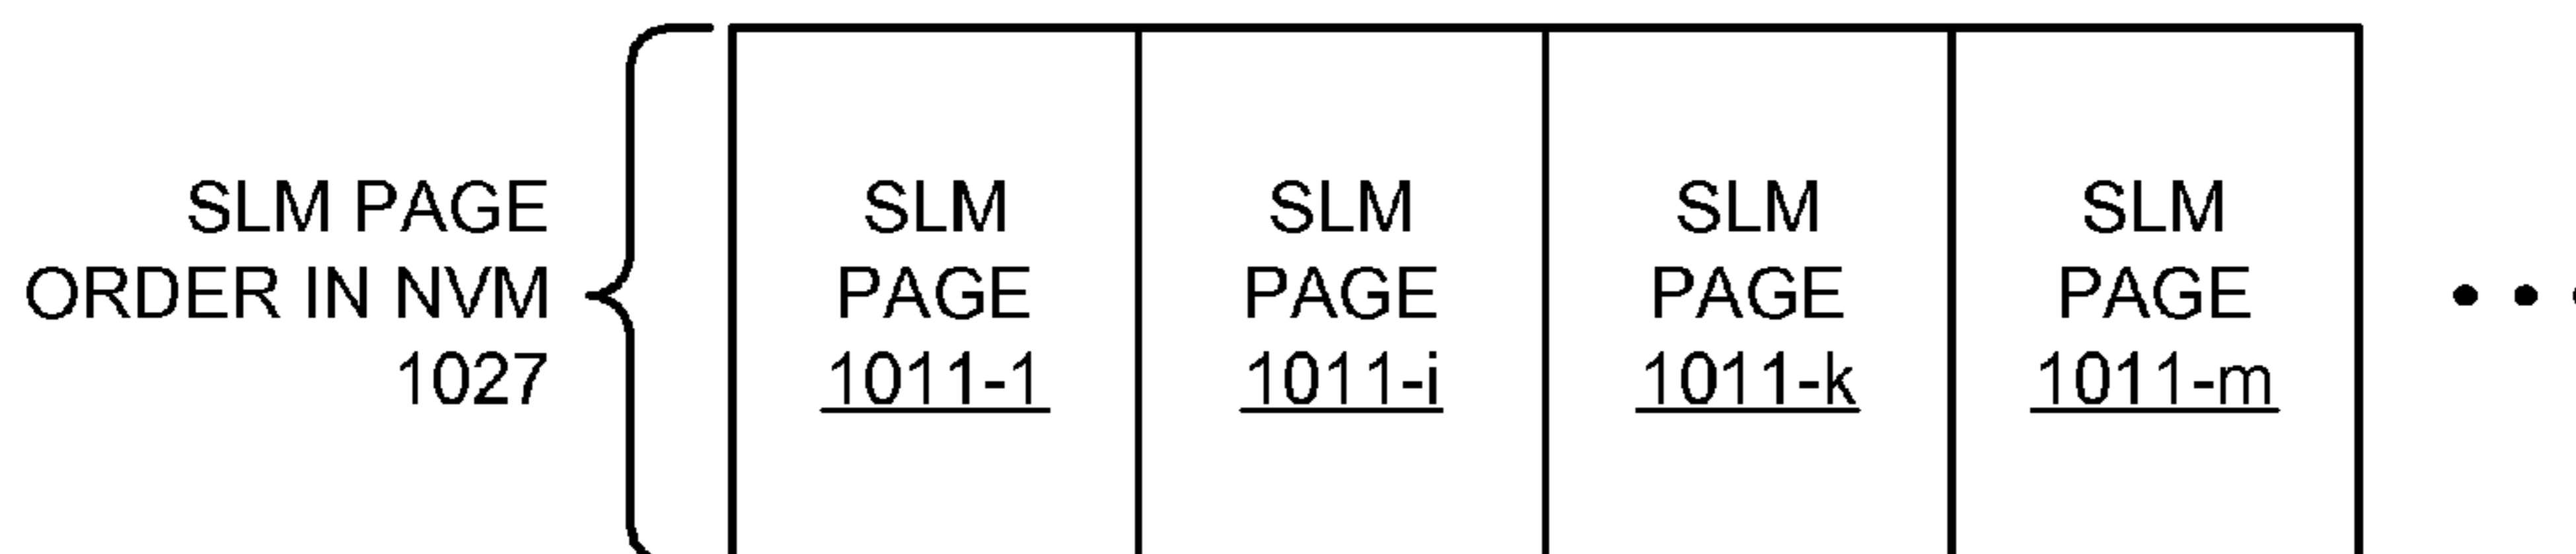 SLM PAGE
ORDER IN NVM
1027
SLM
PAGE
1011-1
SLM
PAGE
1011-i
SLM
PAGE
1011-k
SLM
PAGE
1011-m